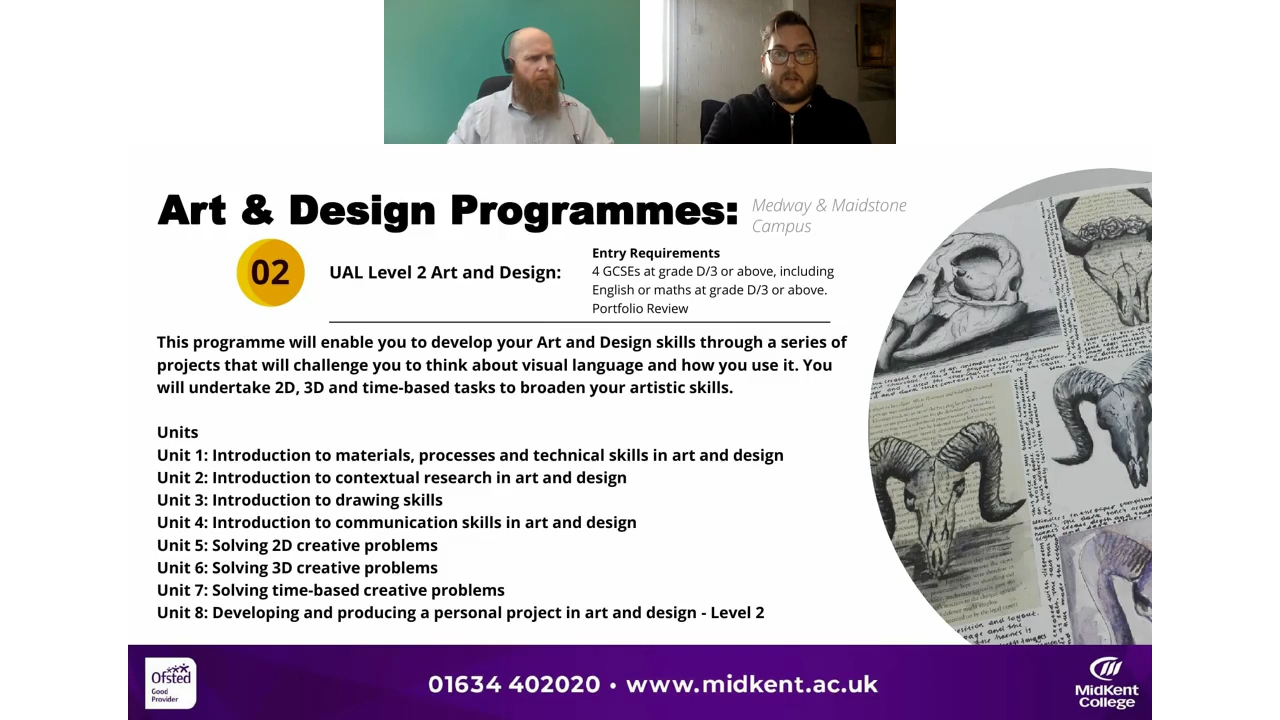 Art & Design Programmes:
Medway & Maidstone
Campus
02
UAL Level 2 Art and Design:
Entry Requirements
4 GCSEs at grade D/3 or above, including
English or maths at grade D/3 or above.
Portfolio Review
This programme will enable you to develop your Art and Design skills through a series of
projects that will challenge you to think about visual language and how you use it. You
will undertake 2D, 3D and time-based tasks to broaden your artistic skills.
Units
Unit 1: Introduction to materials, processes and technical skills in art and design
Unit 2: Introduction to contextual research in art and design
Unit 3: Introduction to drawing skills
Unit 4: Introduction to communication skills in art and design
Unit 5: Solving 2D creative problems
Unit 6: Solving 3D creative problems
Unit 7: Solving time-based creative problems
Unit 8: Developing and producing a personal project in art and design - Level 2
Ofsted
Good
Provider
01634 402020 • www.midkent.ac.uk
MidKent
College